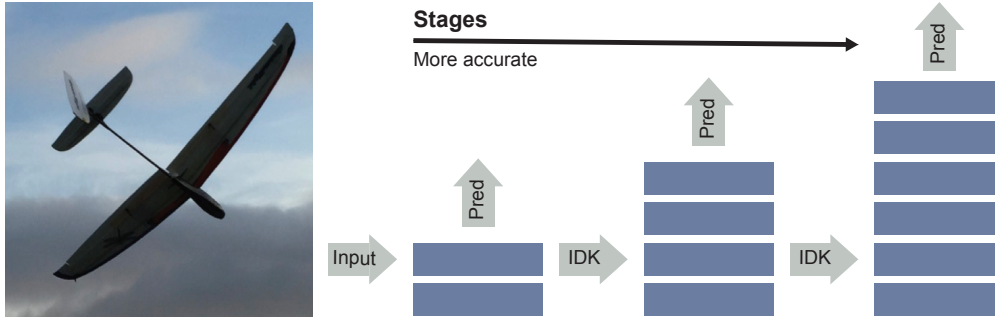 Stages
More accurate
Pred
Pred
Pred
Input
IDK
IDK